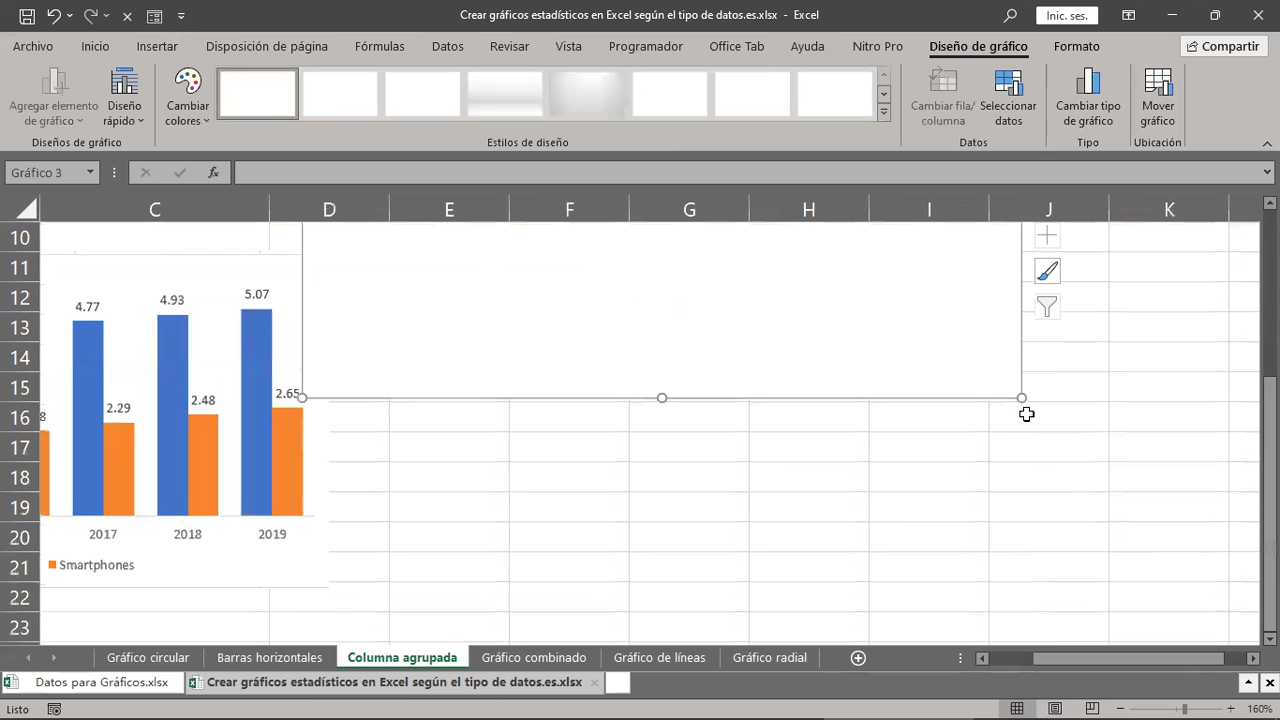 Crear gráficos estadísticos en Excel según el tipo de datos.es.xlsx - Excel
Inic. ses.
Archivo Inicio Insertar Disposición de página Fórmulas Datos Revisar Vista Programador Office Tab Ayuda Nitro Pro Diseño de gráfico Formato Compartir
Agregar elemento
de gráfico
Diseño
rápido
Cambiar
colores
Cambiar fila/
columna
Seleccionar
datos
Cambiar tipo
de gráfico
Mover
gráfico
Diseños de gráfico Estilos de diseño Datos Tipo Ubicación
Gráfico 3 fx
C D E F G H I J K
10
11
12
13
14
15
16
17
18
19
20
21
22
23
4.77 4.93 5.07
8 2.29 2.48 2.65
2017 2018 2019
Smartphones
Gráfico circular Barras horizontales Columna agrupada Gráfico combinado Gráfico de líneas Gráfico radial
Datos para Gráficos.xlsx Crear gráficos estadísticos en Excel según el tipo de datos.es.xlsx
Listo 160%